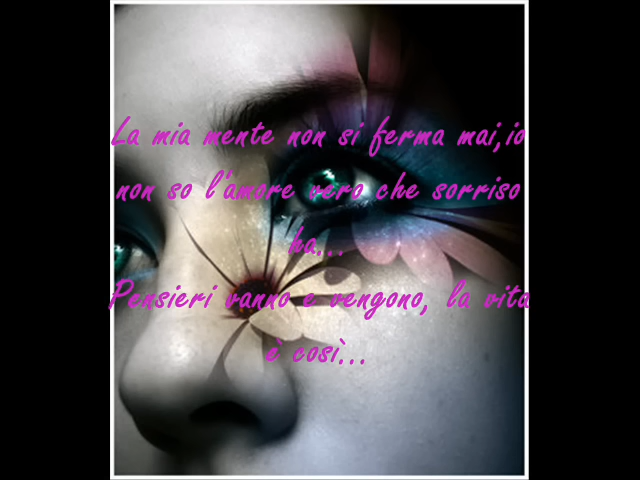 La mia mente non si ferma mai,io
non so l'amore vero che sorriso
ha...
Pensieri vanno e vengono, la vita
è così...